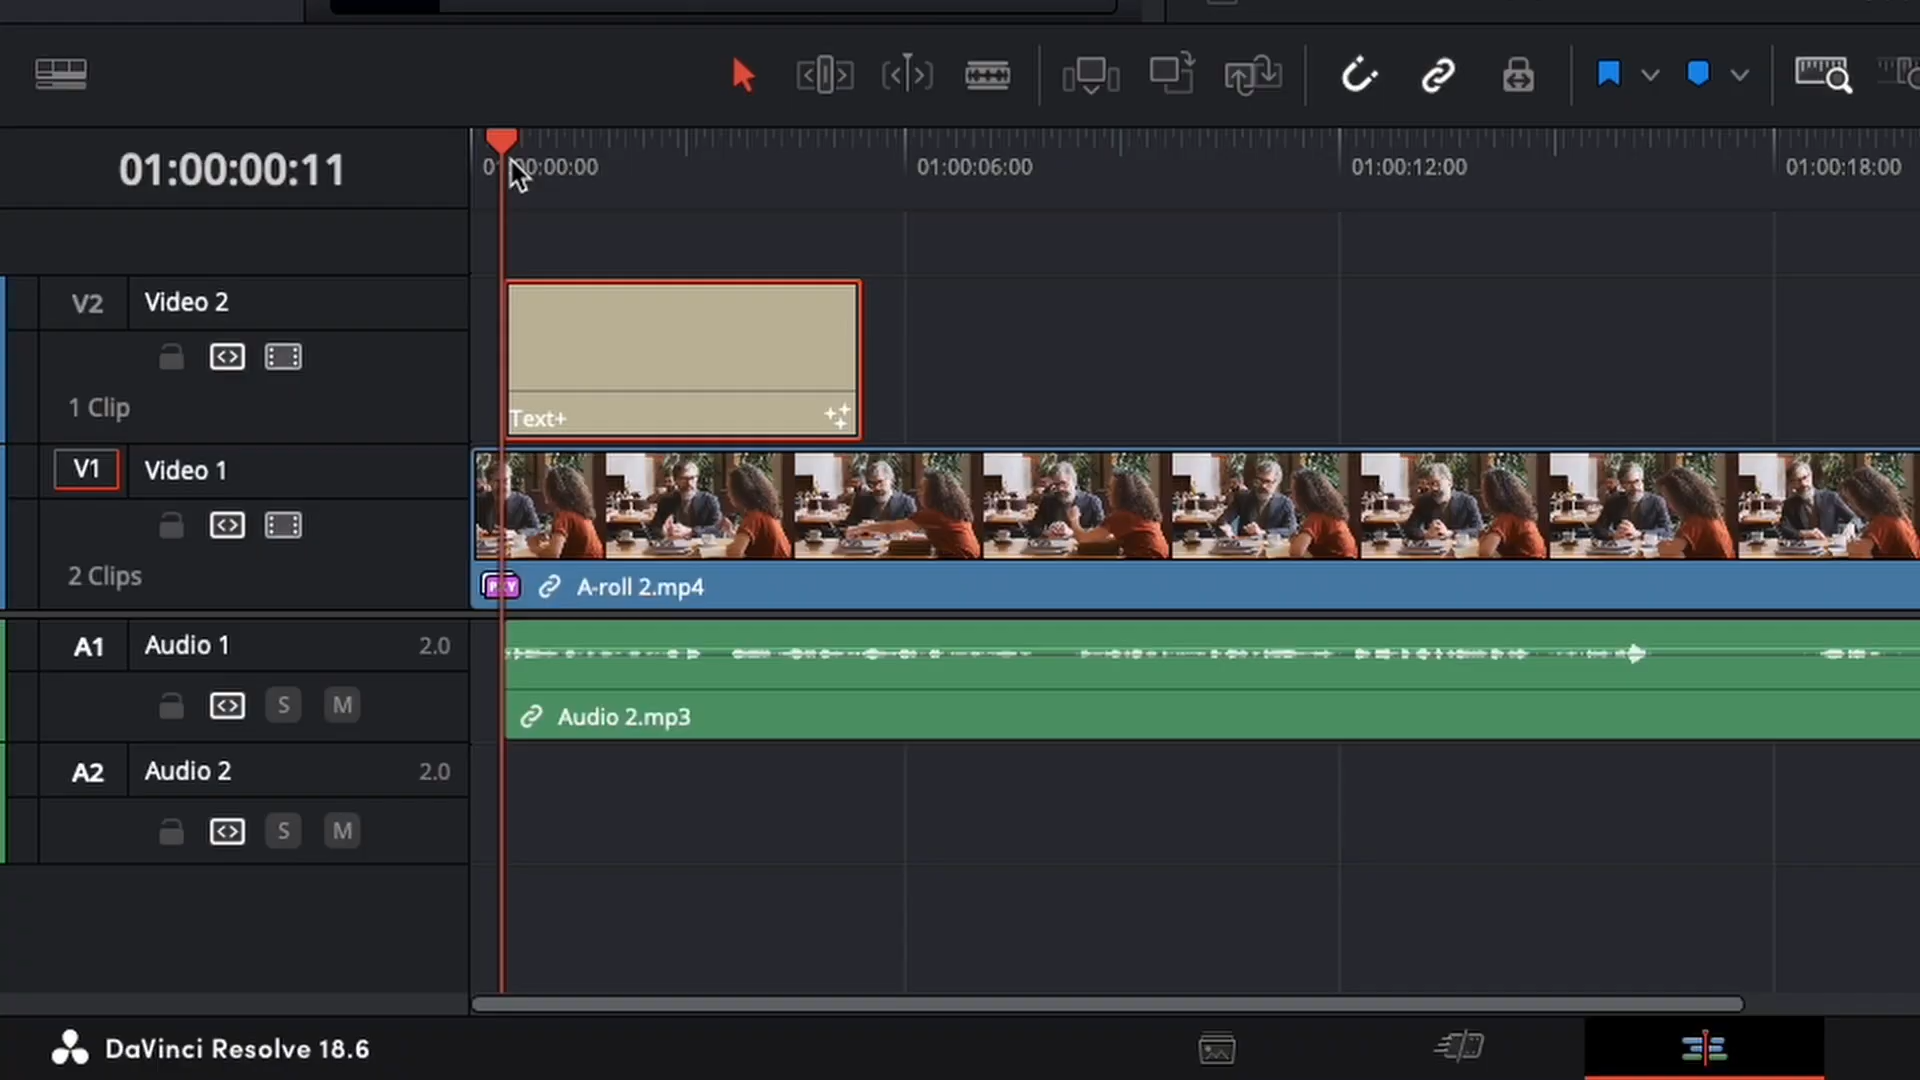 01:00:00:11
01:00:00:00
01:00:06:00
01:00:12:00
01:00:18:00
V2
Video 2
1 Clip
Text+
V1
Video 1
2 Clips
A-roll 2.mp4
A1
Audio 1
2.0
S
M
Audio 2.mp3
A2
Audio 2
2.0
S
M
DaVinci Resolve 18.6